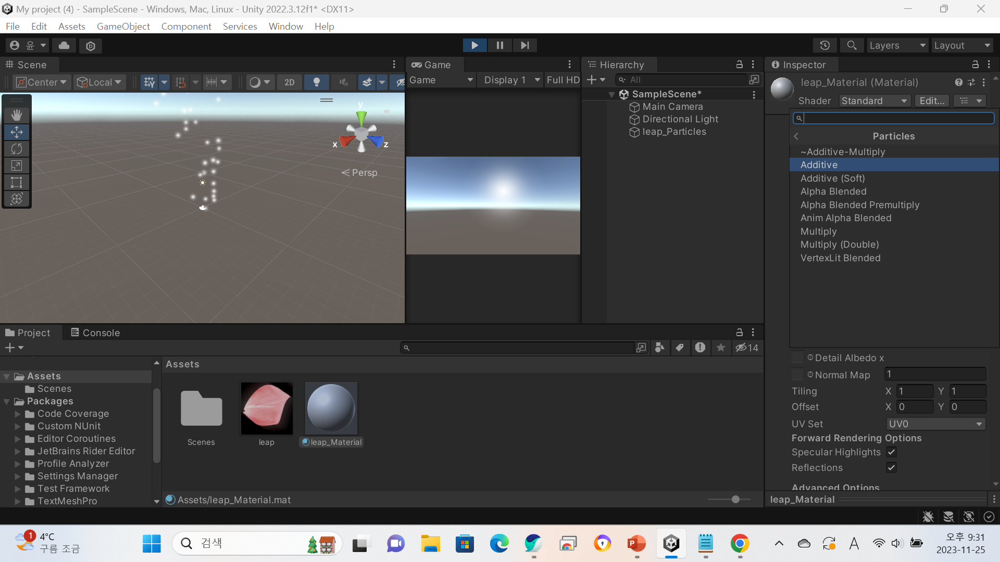 My project (4) - SampleScene - Windows, Mac, Linux - Unity 2022.3.12f1* <DX11>
File Edit Assets GameObject Component Services Window Help
윤
Layers Layout
Scene
Center Local 2D
y
x z
Persp
Game
Game Display 1 Full HD
Hierarchy
All
SampleScene*
Main Camera
Directional Light
leap_Particles
Inspector
leap_Material (Material)
Shader Standard Edit...
Particles
~Additive-Multiply
Additive
Additive (Soft)
Alpha Blended
Alpha Blended Premultiply
Anim Alpha Blended
Multiply
Multiply (Double)
VertexLit Blended
Detail Albedo x
Normal Map 1
Tiling X 1 Y 1
Offset X 0 Y 0
UV Set UV0
Forward Rendering Options
Specular Highlights
Reflections
Advanced Options
leap_Material
Project Console
14
Assets
Scenes
Packages
Code Coverage
Custom NUnit
Editor Coroutines
JetBrains Rider Editor
Profile Analyzer
Settings Manager
Test Framework
TextMeshPro
Assets
Scenes leap leap_Material
Assets/leap_Material.mat
1
4°C
구름 조금
검색
P
A
오후 9:31
2023-11-25